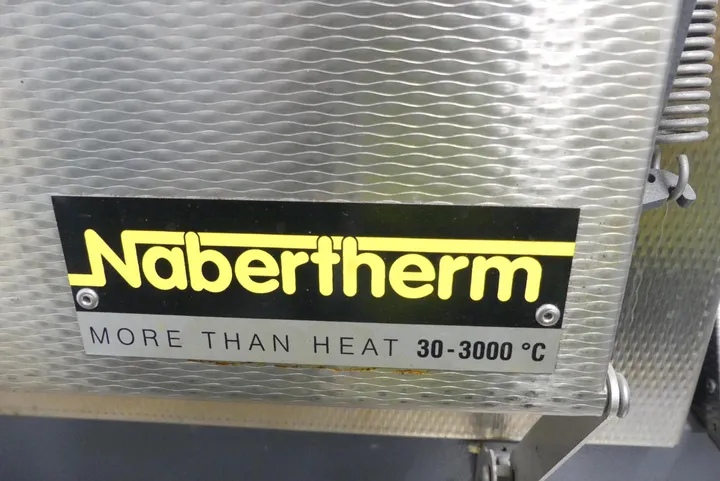 Nabertherm
MORE THAN HEAT 30-3000 °C